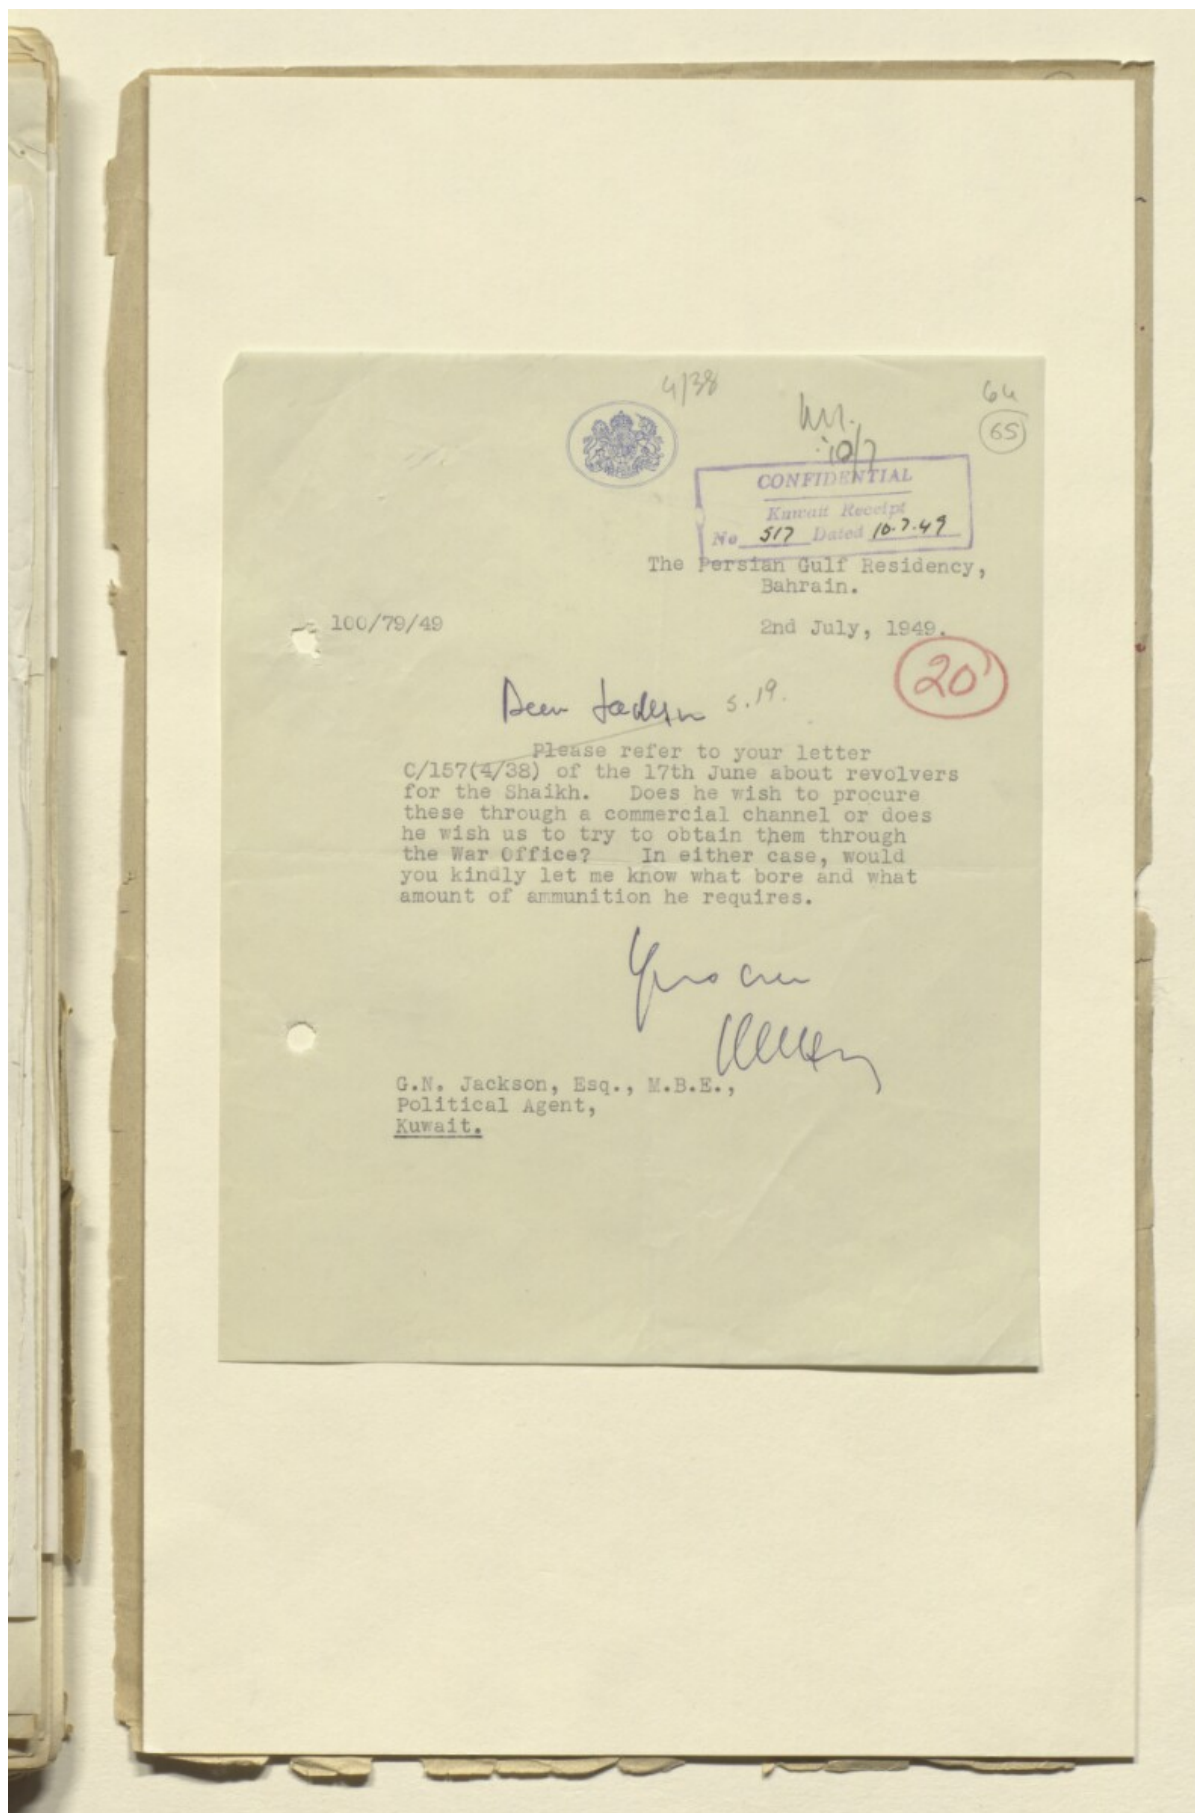 4/38
64
65
10/7
CONFIDENTIAL
Kuwait Receipt
No 517 Dated 10.7.49
The Persian Gulf Residency,
Bahrain.
100/79/49
2nd July, 1949.
20
Dear Jackson s.19.
Please refer to your letter
C/157(4/38) of the 17th June about revolvers
for the Shaikh. Does he wish to procure
these through a commercial channel or does
he wish us to try to obtain them through
the War Office? In either case, would
you kindly let me know what bore and what
amount of ammunition he requires.
Yours ever
G.N. Jackson, Esq., M.B.E.,
Political Agent,
Kuwait.